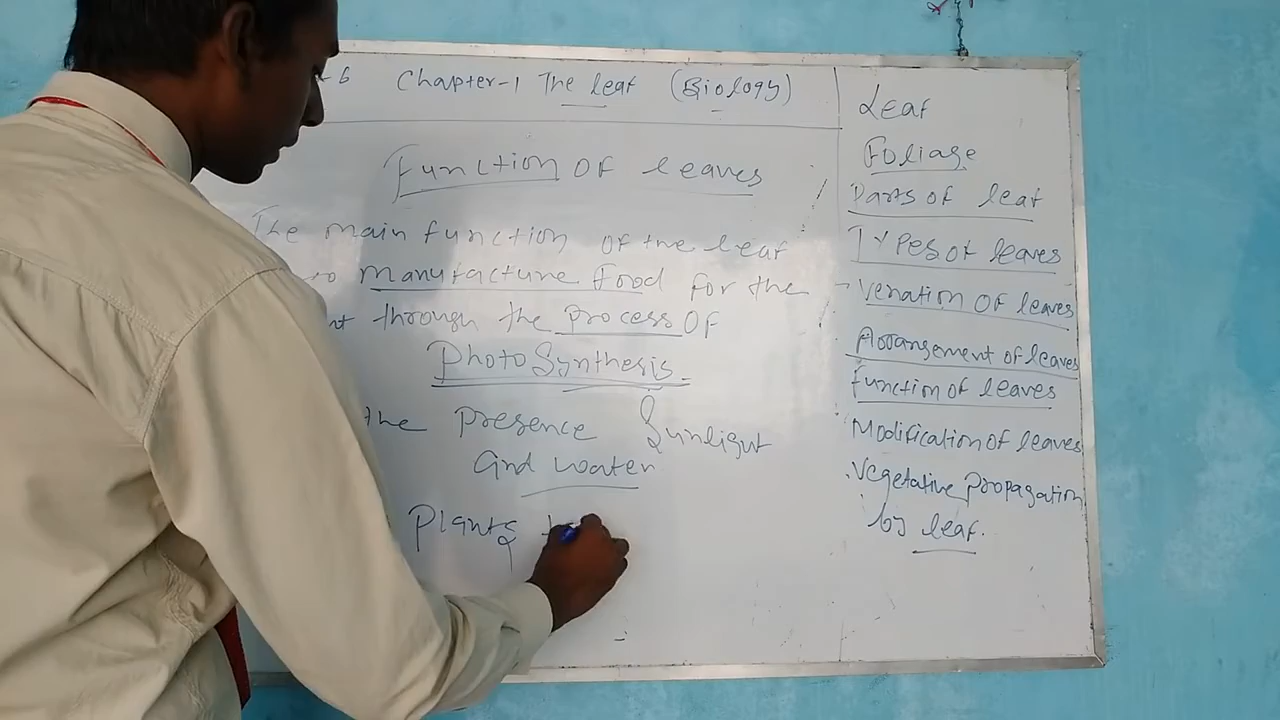 6 Chapter-1 The leaf (Biology)
Function of leaves
The main function of the leaf
manufacture food for the
through the process of
Photosynthesis
the presence Sunlight
and water
Plants
Leaf
Foliage
Parts of leaf
Types of leaves
Venation of leaves
Arrangement of leaves
Function of leaves
Modification of leaves
Vegetative propagation
by leaf.